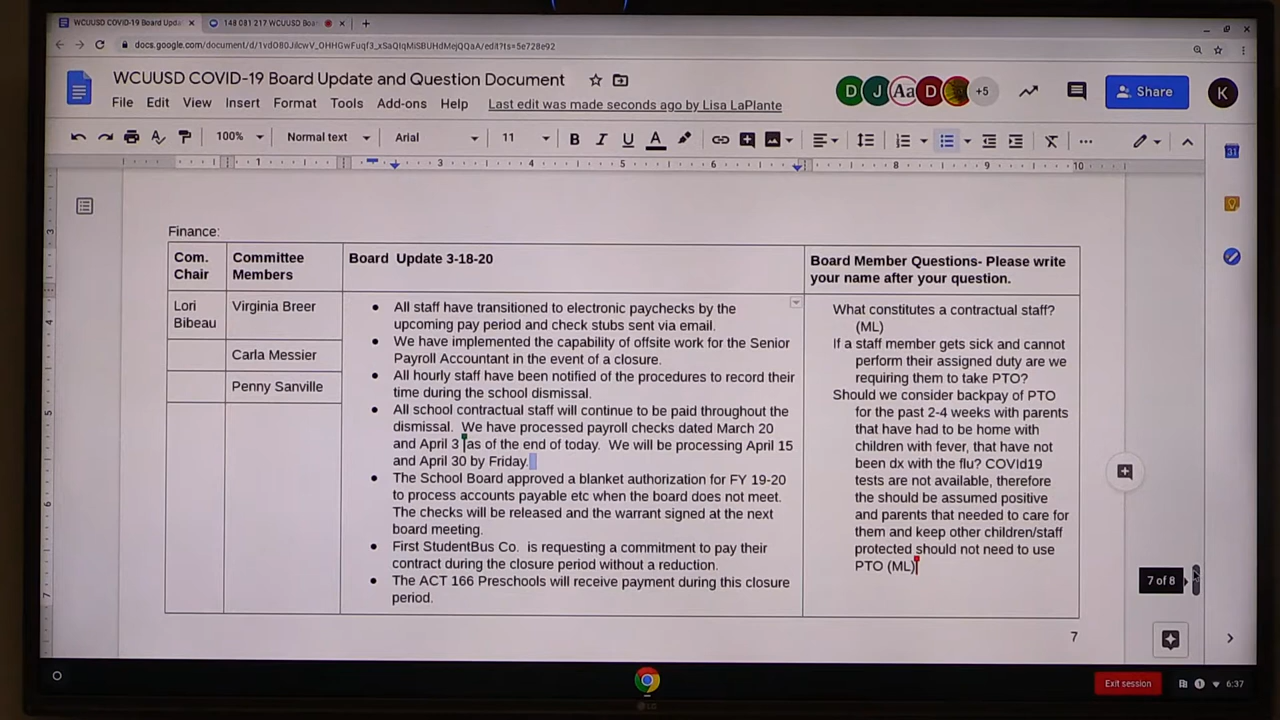 WCUUSD COVID-19 Board Upda
148 081 217 WCUUSD Boa
WCUUSD COVID-19 Board Update and Question Document
File Edit View Insert Format Tools Add-ons Help Last edit was made seconds ago by Lisa LaPlante
D J Aa D +5
Share K
100% Normal text Arial 11 B I U A
1 3 4 5 6 8 9 10
Finance:
Com. Chair
Committee Members
Board Update 3-18-20
Board Member Questions- Please write
your name after your question.
Lori
Bibeau
Virginia Breer
Carla Messier
Penny Sanville
All staff have transitioned to electronic paychecks by the
upcoming pay period and check stubs sent via email.
We have implemented the capability of offsite work for the Senior
Payroll Accountant in the event of a closure.
All hourly staff have been notified of the procedures to record their
time during the school dismissal.
All school contractual staff will continue to be paid throughout the
dismissal. We have processed payroll checks dated March 20
and April 3 as of the end of today. We will be processing April 15
and April 30 by Friday.
The School Board approved a blanket authorization for FY 19-20
to process accounts payable etc when the board does not meet.
The checks will be released and the warrant signed at the next
board meeting.
First StudentBus Co. is requesting a commitment to pay their
contract during the closure period without a reduction.
The ACT 166 Preschools will receive payment during this closure
period.
What constitutes a contractual staff?
(ML)
If a staff member gets sick and cannot
perform their assigned duty are we
requiring them to take PTO?
Should we consider backpay of PTO
for the past 2-4 weeks with parents
that have had to be home with
children with fever, that have not
been dx with the flu? COVId19
tests are not available, therefore
the should be assumed positive
and parents that needed to care for
them and keep other children/staff
protected should not need to use
PTO (ML)
7 of 8
7
Exit session
6:37
LG